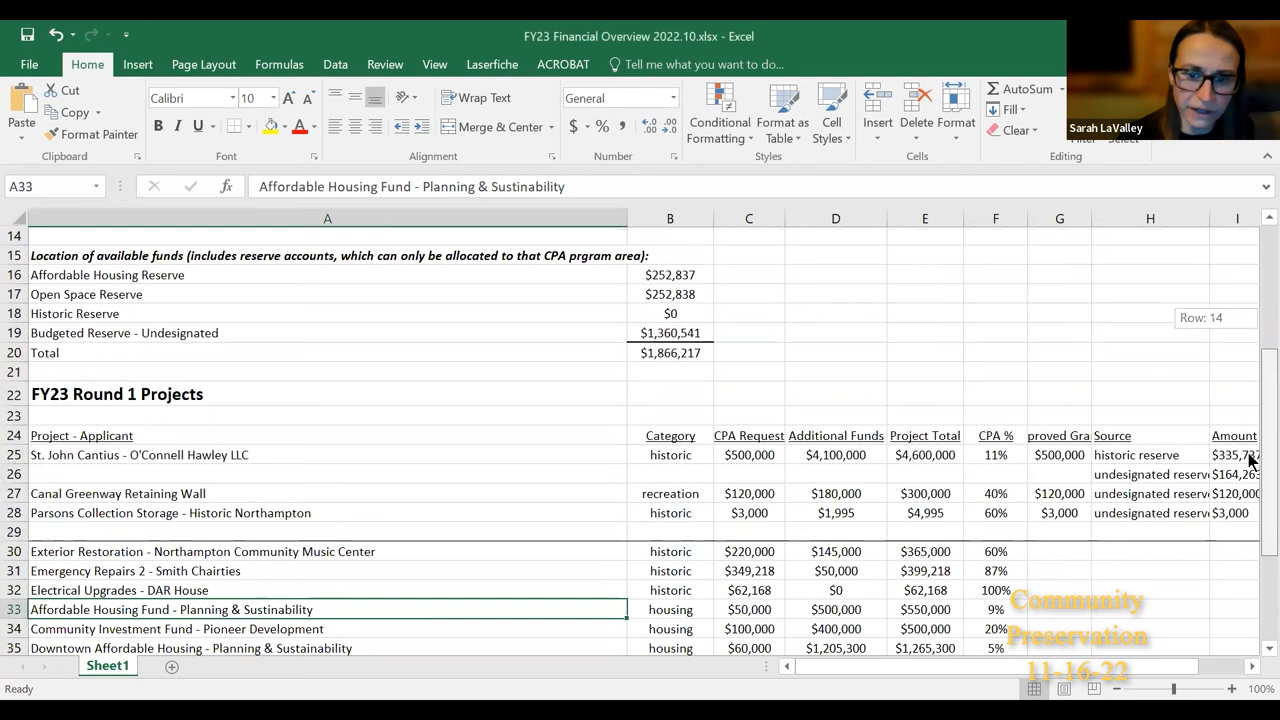 FY23 Financial Overview 2022.10.xlsx - Excel
File Home Insert Page Layout Formulas Data Review View Laserfiche ACROBAT Tell me what you want to do...
Paste Cut Copy Format Painter Clipboard
Calibri 10 B I U A Font
Wrap Text Merge & Center Alignment
General $ % Number
Conditional Formatting Format as Table Cell Styles Styles
Insert Delete Format Cells
AutoSum Fill Clear Editing
Sarah LaValley
A33 fx Affordable Housing Fund - Planning & Sustinability
A B C D E F G H I
14
15 Location of available funds (includes reserve accounts, which can only be allocated to that CPA prgram area):
16 Affordable Housing Reserve $252,837
17 Open Space Reserve $252,838
18 Historic Reserve $0
Row: 14
19 Budgeted Reserve - Undesignated $1,360,541
20 Total $1,866,217
21
22 FY23 Round 1 Projects
23
24 Project - Applicant Category CPA Request Additional Funds Project Total CPA % proved Gra Source Amount
25 St. John Cantius - O'Connell Hawley LLC historic $500,000 $4,100,000 $4,600,000 11% $500,000 historic reserve $335,737
26 undesignated reserve $164,263
27 Canal Greenway Retaining Wall recreation $120,000 $180,000 $300,000 40% $120,000 undesignated reserve $120,000
28 Parsons Collection Storage - Historic Northampton historic $3,000 $1,995 $4,995 60% $3,000 undesignated reserve $3,000
29
30 Exterior Restoration - Northampton Community Music Center historic $220,000 $145,000 $365,000 60%
31 Emergency Repairs 2 - Smith Chairties historic $349,218 $50,000 $399,218 87%
32 Electrical Upgrades - DAR House historic $62,168 $0 $62,168 100%
33 Affordable Housing Fund - Planning & Sustinability housing $50,000 $500,000 $550,000 9%
34 Community Investment Fund - Pioneer Development housing $100,000 $400,000 $500,000 20%
35 Downtown Affordable Housing - Planning & Sustainability housing $60,000 $1,205,300 $1,265,300 5%
Community
Preservation
11-16-22
Sheet1
Ready 100%